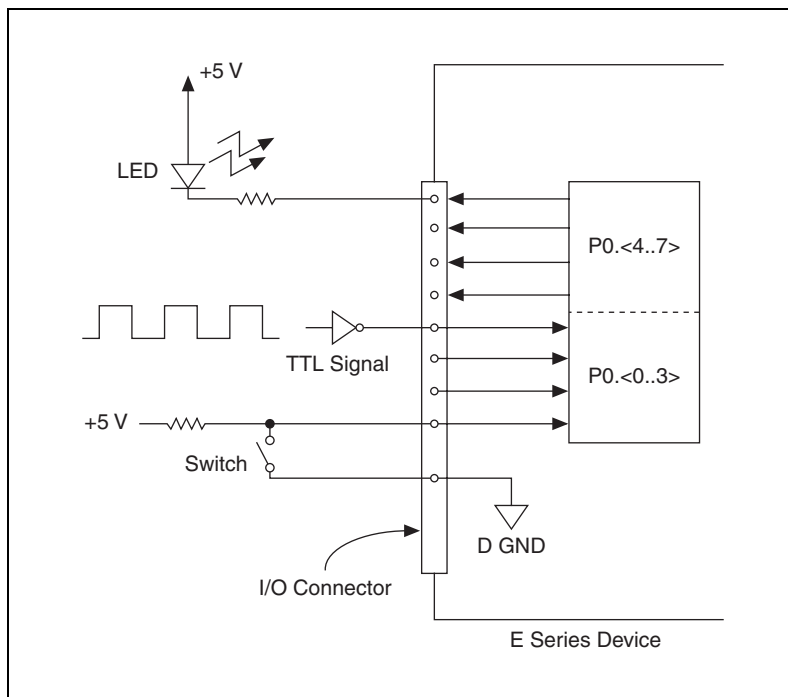 +5 V
LED
P0.<4..7>
TTL Signal
P0.<0..3>
+5 V
Switch
D GND
I/O Connector
E Series Device